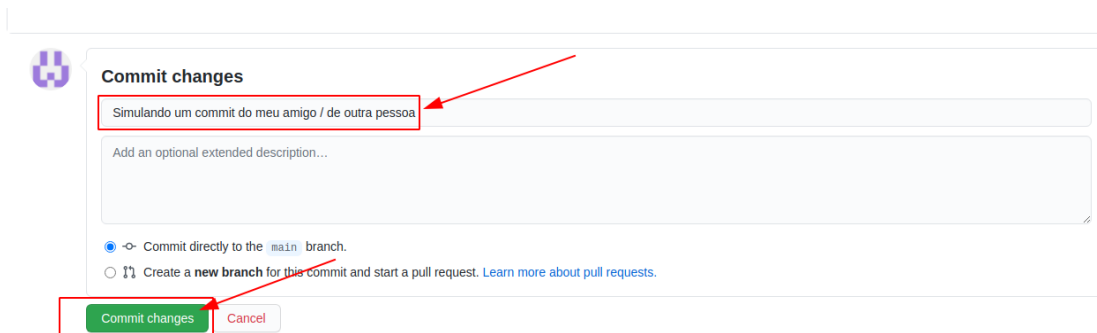 Commit changes
Simulando um commit do meu amigo / de outra pessoa
Add an optional extended description…
Commit directly to the main branch.
Create a new branch for this commit and start a pull request. Learn more about pull requests.
Commit changes Cancel